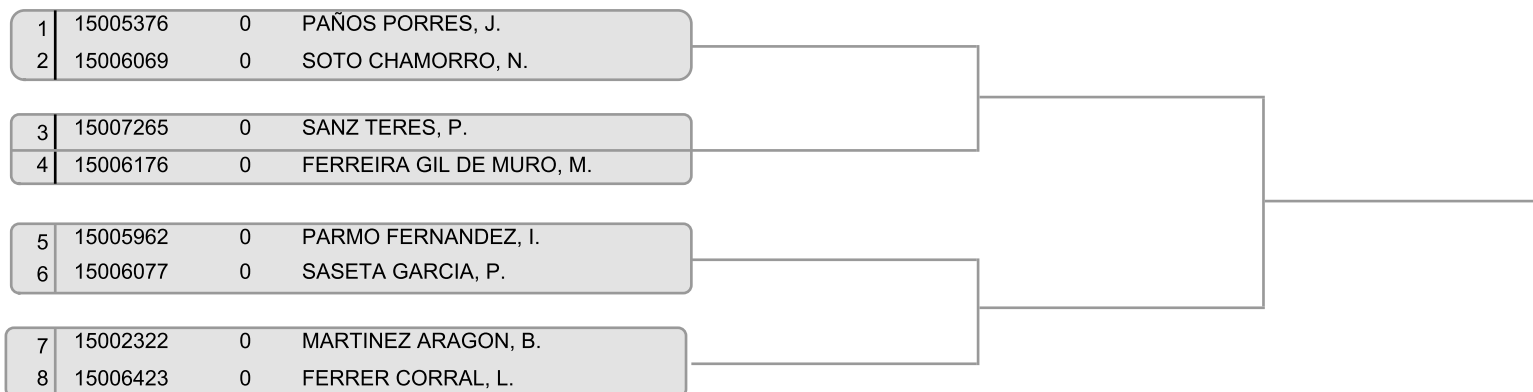 1 15005376 0 PAÑOS PORRES, J.
2 15006069 0 SOTO CHAMORRO, N.
3 15007265 0 SANZ TERES, P.
4 15006176 0 FERREIRA GIL DE MURO, M.
5 15005962 0 PARMO FERNANDEZ, I.
6 15006077 0 SASETA GARCIA, P.
7 15002322 0 MARTINEZ ARAGON, B.
8 15006423 0 FERRER CORRAL, L.